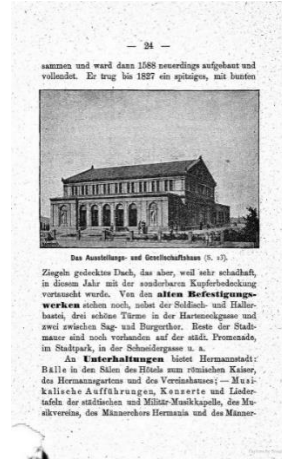 — 24 —
sammen und ward dann 1588 neuerdings aufgebaut und
vollendet. Er trug bis 1827 ein spitziges, mit bunten
Das Ausstellungs- und Gesellschaftshaus (S.
Ziegeln gedecktes Dach, das aber, weil sehr schadhaft,
in diesem Jahr mit der sonderbaren Kupferbedeckung
vertauscht wurde. Von den alten Befestigungs-
werken stehen noch, nebst der Soldisch- und Haller-
bastei, drei schöne Türme in der Harteneckgasse und
zwei zwischen Sag- und Burgerthor. Reste der Stadt-
mauer sind noch vorhanden auf der städt. Promenade,
im Stadtpark, in der Schneidergasse u. a.
An Unterhaltungen bietet Hermannstadt:
Bälle in den Sälen des Hôtels zum römischen Kaiser,
des Hermannsgartens und des Vereinshauses; — Musi-
kalische Aufführungen, Konzerte und Lieder-
tafeln der städtischen und Militär-Musikkapelle, des Mu-
sikvereins, des Männerchors Hermania und des Männer-